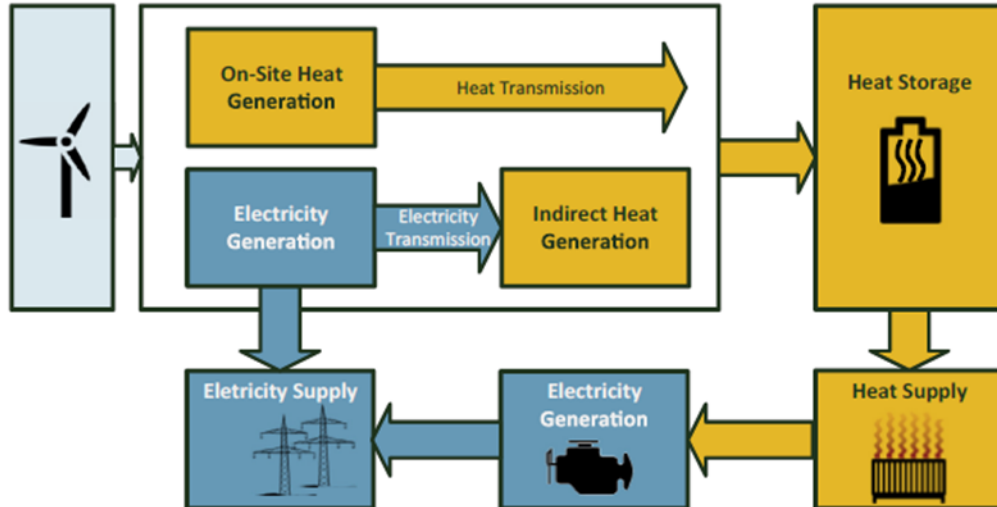 On-Site Heat
Generation
Heat Transmission
Heat Storage
Electricity
Generation
Electricity
Transmission
Indirect Heat
Generation
Eletricity Supply
Electricity
Generation
Heat Supply